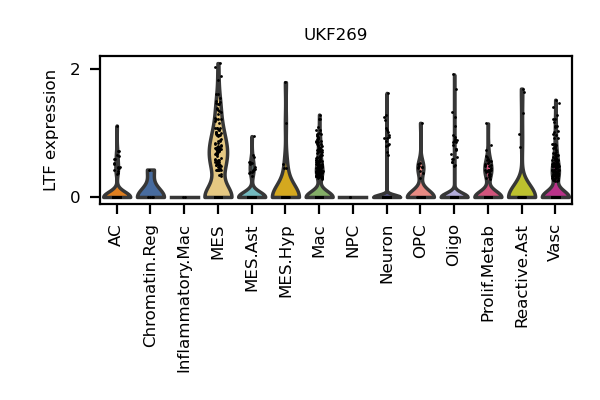 UKF269
LTF expression
2
0
AC
Chromatin.Reg
Inflammatory.Mac
MES
MES.Ast
MES.Hyp
Mac
NPC
Neuron
OPC
Oligo
Prolif.Metab
Reactive.Ast
Vasc